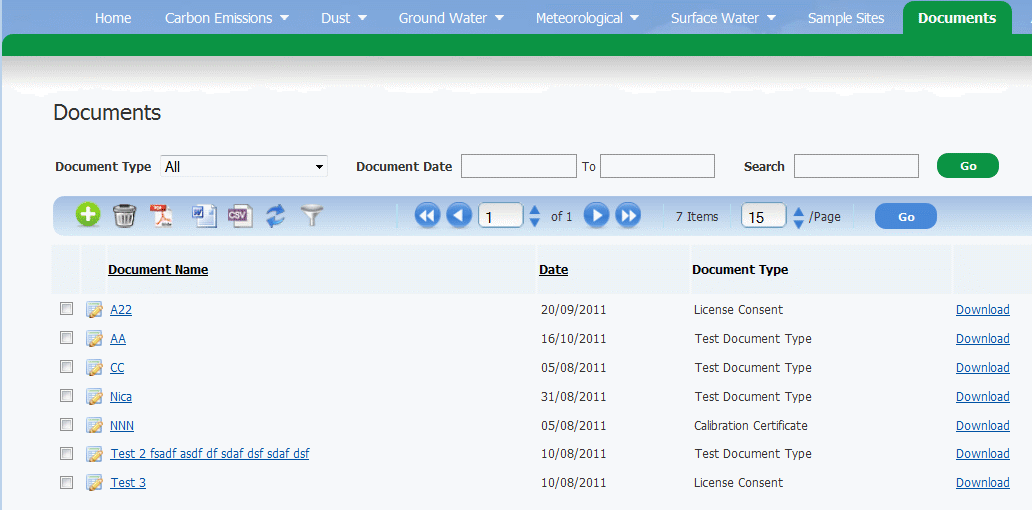 Home Carbon Emissions Dust Ground Water Meteorological Surface Water Sample Sites Documents
Documents
Document Type All Document Date To Search Go
PDF W CSV 1 of 1 7 Items 15 /Page Go
Document Name Date Document Type
A22 20/09/2011 License Consent Download
AA 16/10/2011 Test Document Type Download
CC 05/08/2011 Test Document Type Download
Nica 31/08/2011 Test Document Type Download
NNN 05/08/2011 Calibration Certificate Download
Test 2 fsadf asdf df sdaf dsf sdaf dsf 10/08/2011 Test Document Type Download
Test 3 10/08/2011 License Consent Download